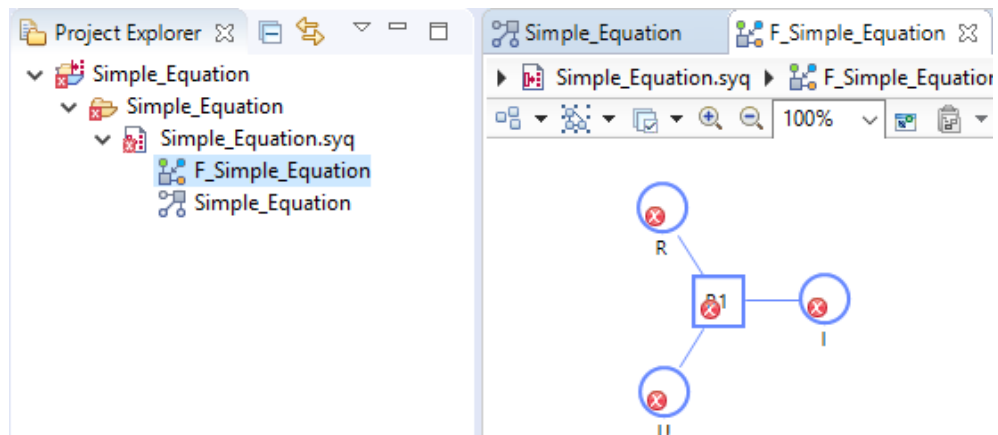 Project Explorer
Simple_Equation
Simple_Equation
Simple_Equation.syq
F_Simple_Equation
Simple_Equation
Simple_Equation F_Simple_Equation
Simple_Equation.syq F_Simple_Equation
100%
R
I